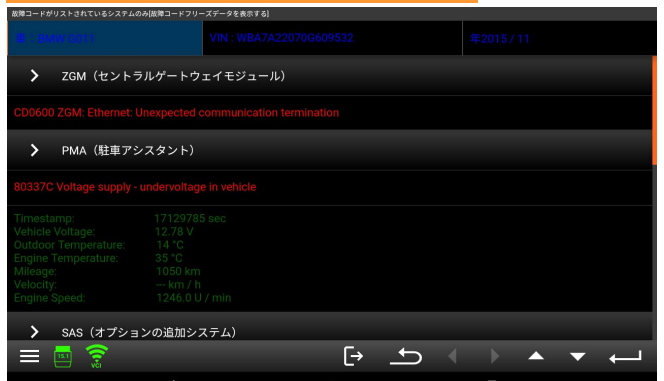 故障コードがリストされているシステムのみ[故障コードフリーズデータを表示する]
車：BMW G011 VIN : WBA7A22070G609532 年2015 / 11
ZGM（セントラルゲートウェイモジュール）
CD0600 ZGM: Ethernet: Unexpected communication termination
PMA（駐車アシスタント）
80337C Voltage supply - undervoltage in vehicle
Timestamp: 17129785 sec
Vehicle Voltage: 12.78 V
Outdoor Temperature: 14 °C
Engine Temperature: 35 °C
Mileage: 1050 km
Velocity: --- km / h
Engine Speed: 1246.0 U / min
SAS（オプションの追加システム）
15.1
VCI